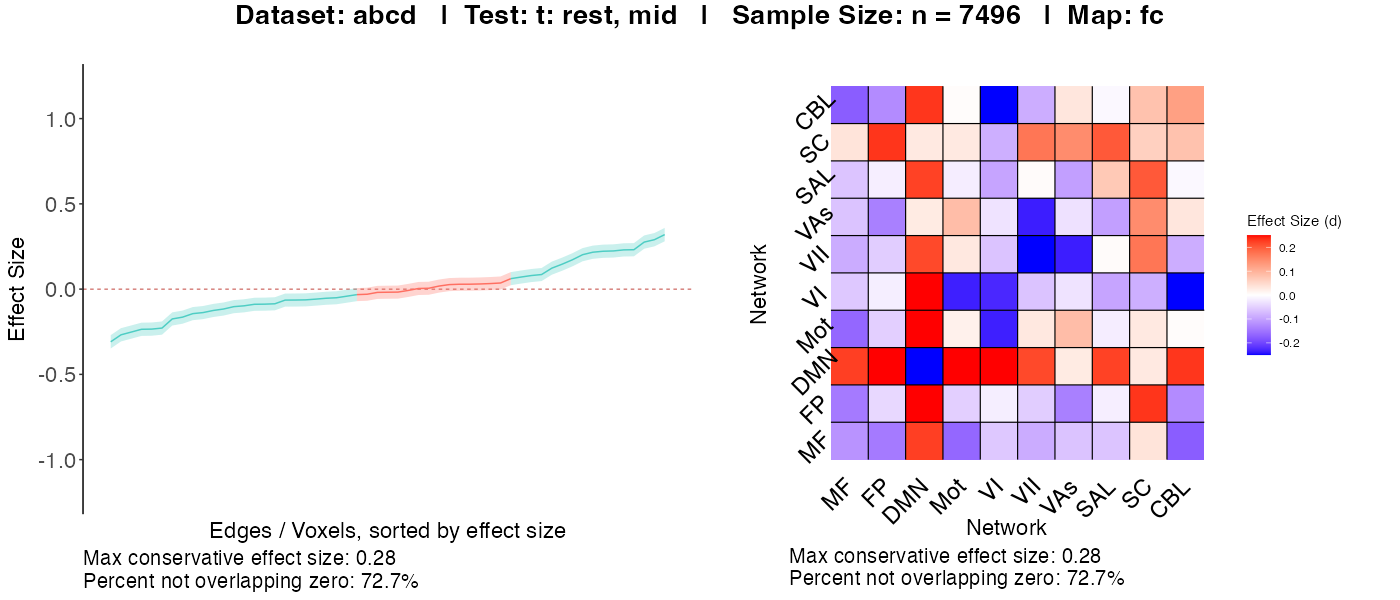 Dataset: abcd | Test: t: rest, mid | Sample Size: n = 7496 | Map: fc
Effect Size
1.0
0.5
0.0
-0.5
-1.0
Edges / Voxels, sorted by effect size
Max conservative effect size: 0.28
Percent not overlapping zero: 72.7%
Network
CBL
SC
SAL
VAs
VII
VI
Mot
DMN
FP
MF
MF
FP
DMN
Mot
VI
VII
VAs
SAL
SC
CBL
Network
Max conservative effect size: 0.28
Percent not overlapping zero: 72.7%
Effect Size (d)
0.2
0.1
0.0
-0.1
-0.2